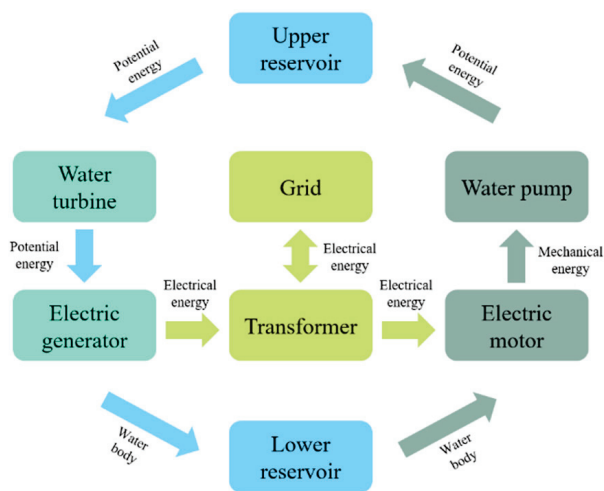 Upper
reservoir
Potential
energy
Potential
energy
Water
turbine
Grid
Water pump
Potential
energy
Electrical
energy
Mechanical
energy
Electrical
energy
Electrical
energy
Electric
generator
Transformer
Electric
motor
Water
body
Lower
reservoir
Water
body